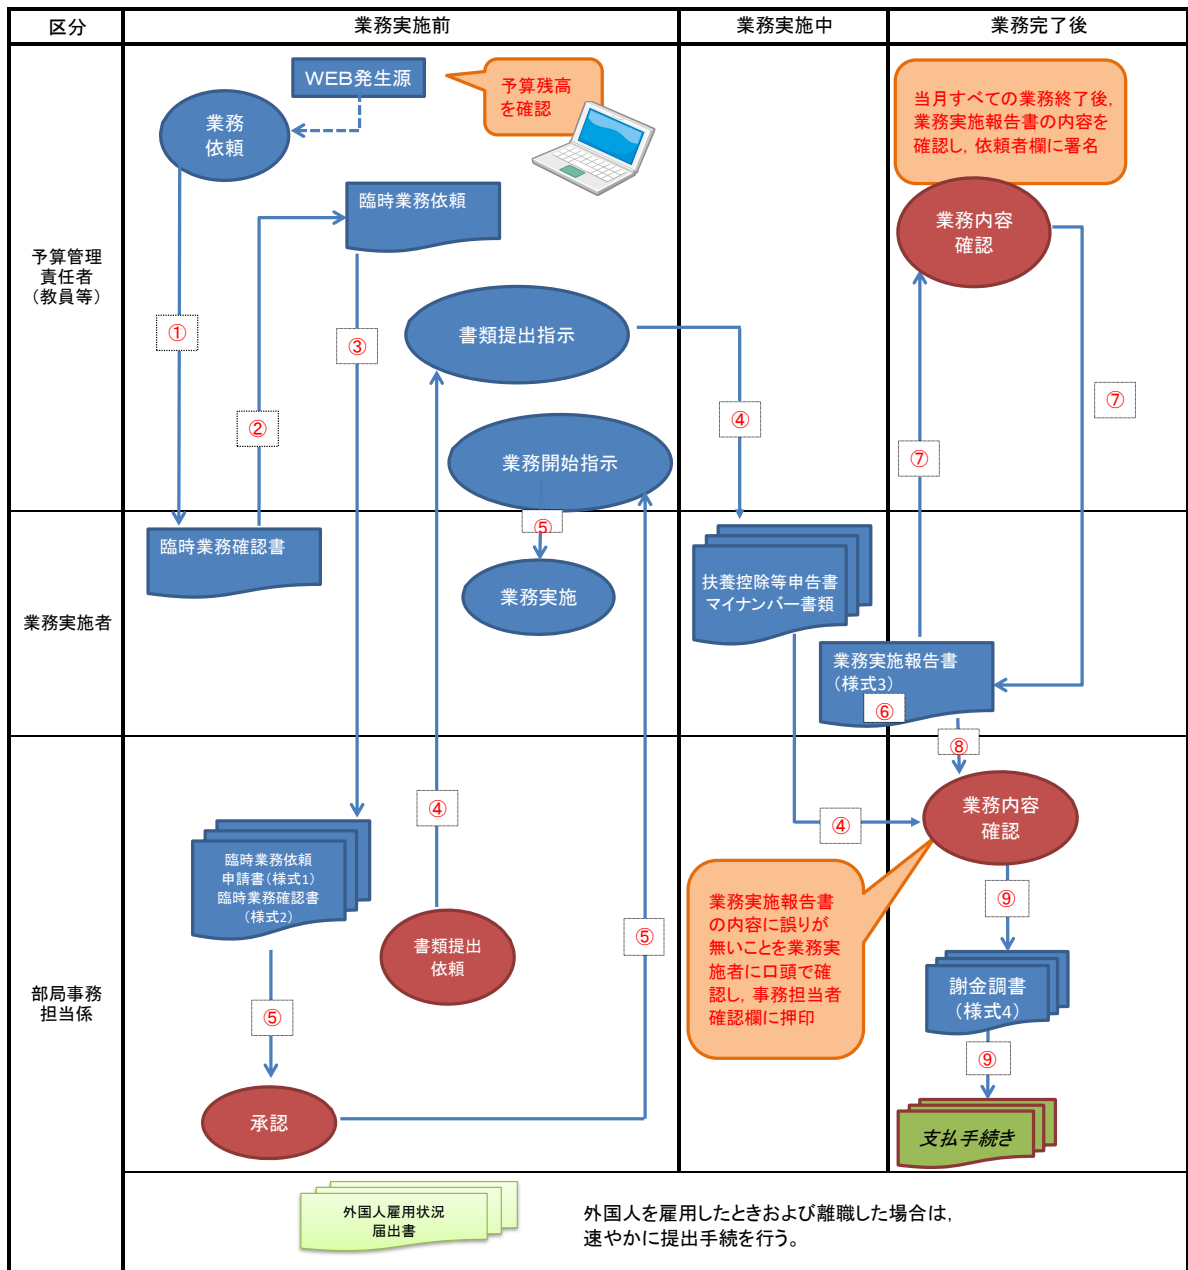 区分
業務実施前
業務実施中
業務完了後
予算管理
責任者
（教員等）
WEB発生源
予算残高
を確認
業務
依頼
臨時業務依頼
①
②
③
書類提出指示
業務開始指示
④
⑤
当月すべての業務終了後，
業務実施報告書の内容を
確認し，依頼者欄に署名
業務内容
確認
⑦
⑦
業務実施者
臨時業務確認書
業務実施
扶養控除等申告書
マイナンバー書類
業務実施報告書
（様式3）
⑥
⑧
部局事務
担当係
臨時業務依頼
申請書（様式1）
臨時業務確認書
（様式2）
④
書類提出
依頼
⑤
⑤
承認
④
業務内容
確認
業務実施報告書
の内容に誤りが
無いことを業務実
施者に口頭で確
認し，事務担当者
確認欄に押印
⑨
謝金調書
（様式4）
⑨
支払手続き
外国人雇用状況
届出書
外国人を雇用したときおよび離職した場合は，
速やかに提出手続を行う。